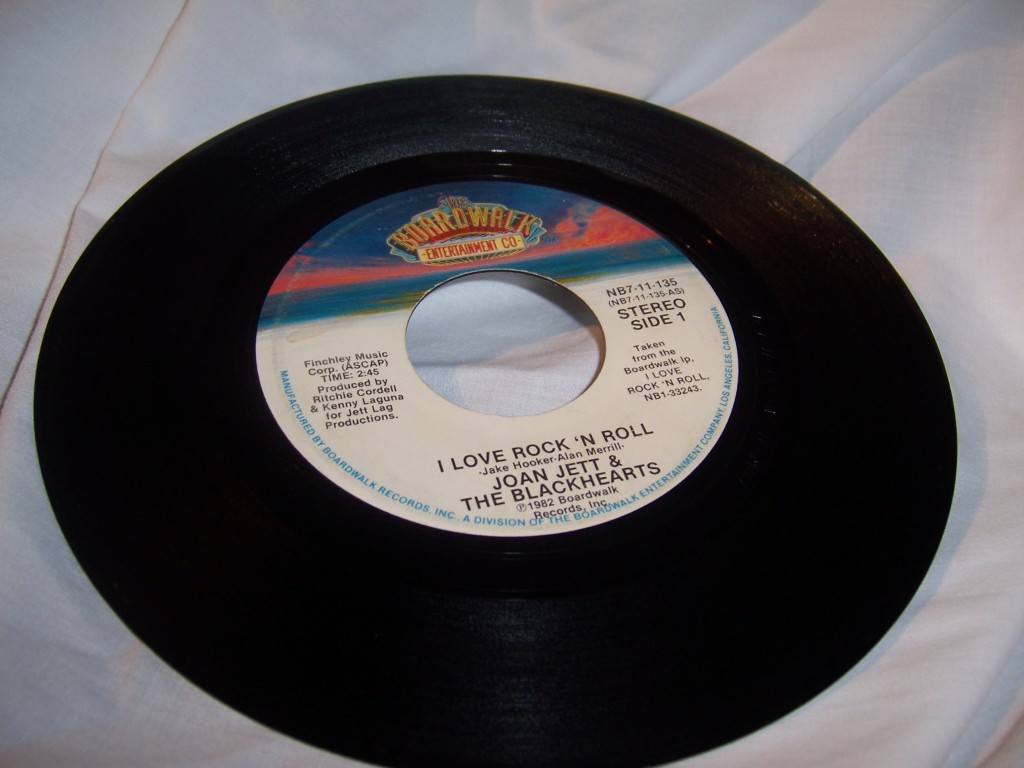 THE
BOARDWALK
·ENTERTAINMENT CO·
NB7-11-135
(NB7-11-135-AS)
STEREO
SIDE 1
Finchley Music
Corp. (ASCAP)
TIME: 2:45
Produced by
Ritchie Cordell
& Kenny Laguna
for Jett Lag
Productions.
Taken
from the
Boardwalk lp,
I LOVE
ROCK 'N ROLL,
NB1-33243.
I LOVE ROCK 'N ROLL
-Jake Hooker-Alan Merrill-
JOAN JETT &
THE BLACKHEARTS
℗1982 Boardwalk
Records, Inc.
MANUFACTURED BY BOARDWALK RECORDS, INC., A DIVISION OF THE BOARDWALK ENTERTAINMENT COMPANY, LOS ANGELES, CALIFORNIA